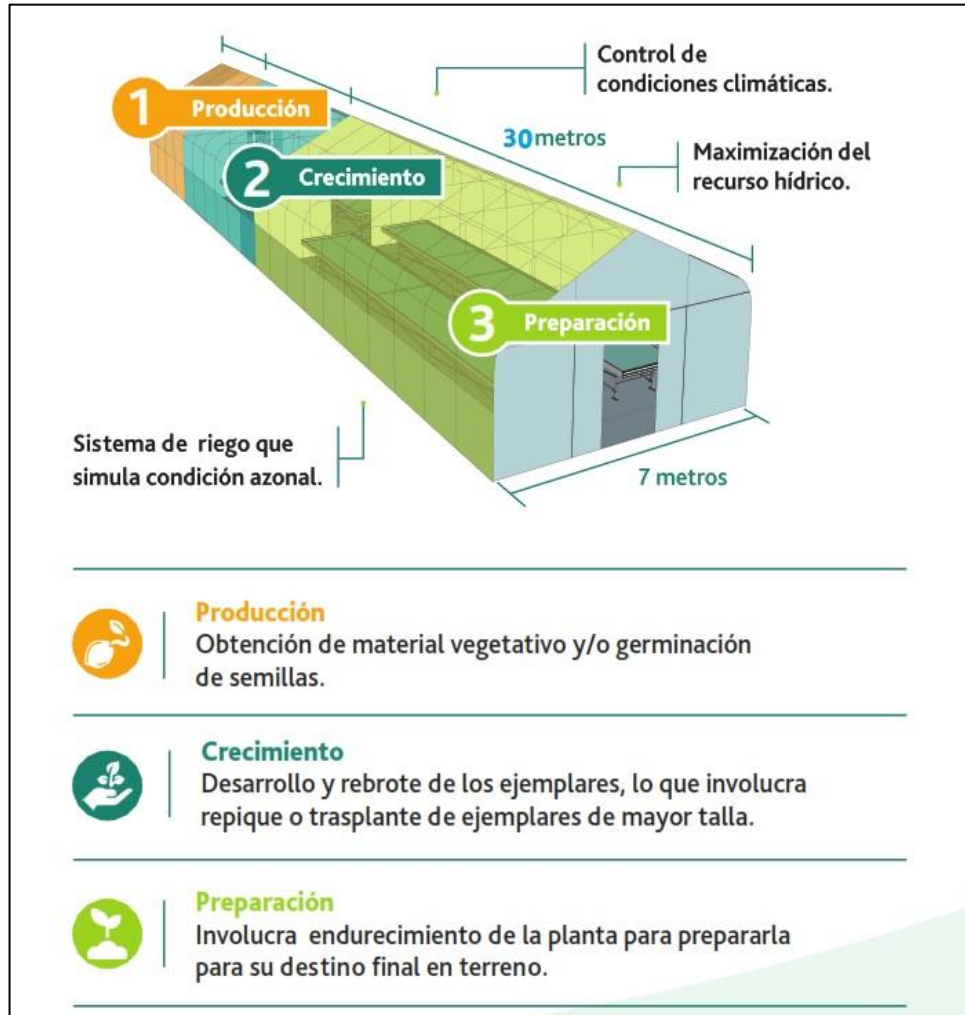 Control de
condiciones climáticas.
1 Producción
30 metros
Maximización del
recurso hídrico.
2 Crecimiento
3 Preparación
Sistema de riego que
simula condición azonal.
7 metros
Producción
Obtención de material vegetativo y/o germinación
de semillas.
Crecimiento
Desarrollo y rebrote de los ejemplares, lo que involucra
repique o trasplante de ejemplares de mayor talla.
Preparación
Involucra endurecimiento de la planta para prepararla
para su destino final en terreno.